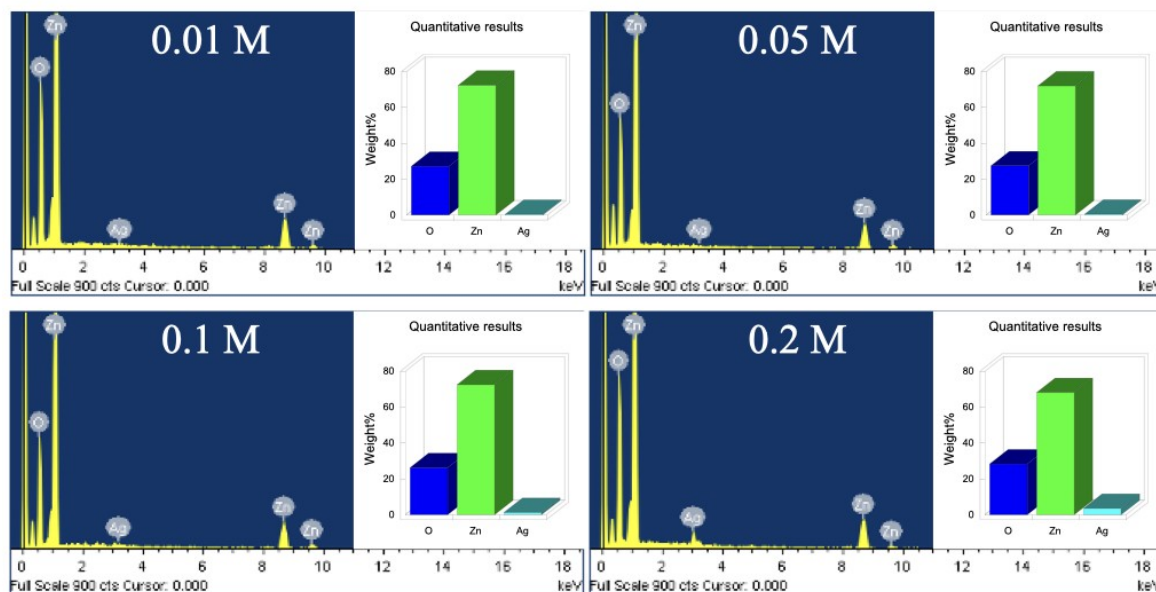 0.01 M
Zn
O
Ag
Zn
Zn
0 2 4 6 8 10 12 14 16 18
Full Scale 900 cts Cursor: 0.000 keV
Quantitative results
Weight%
80
60
40
20
0
O Zn Ag
0.05 M
Zn
O
Ag
Zn
Zn
0 2 4 6 8 10 12 14 16 18
Full Scale 900 cts Cursor: 0.000 keV
Quantitative results
Weight%
80
60
40
20
0
O Zn Ag
0.1 M
Zn
O
Ag
Zn
Zn
0 2 4 6 8 10 12 14 16 18
Full Scale 900 cts Cursor: 0.000 keV
Quantitative results
Weight%
80
60
40
20
0
O Zn Ag
0.2 M
Zn
O
Ag
Zn
Zn
0 2 4 6 8 10 12 14 16 18
Full Scale 900 cts Cursor: 0.000 keV
Quantitative results
Weight%
80
60
40
20
0
O Zn Ag